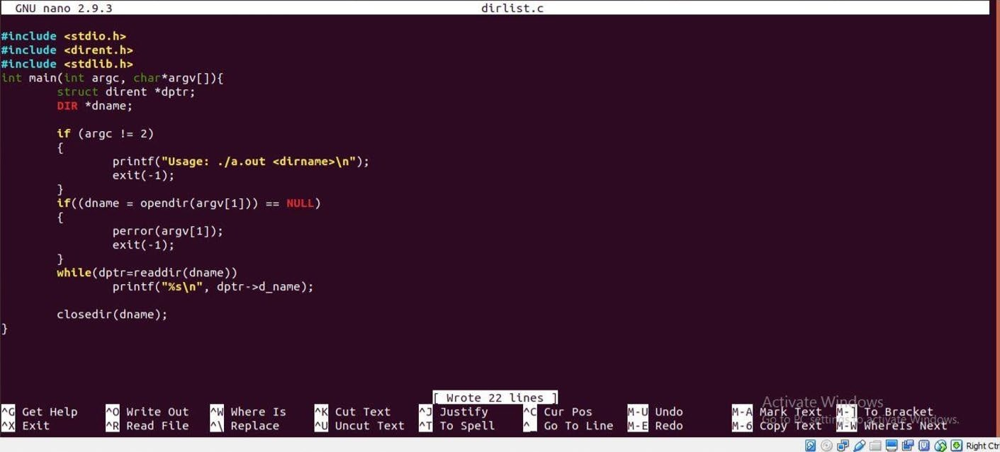 GNU nano 2.9.3 dirlist.c
#include <stdio.h>
#include <dirent.h>
#include <stdlib.h>
int main(int argc, char*argv[]){
        struct dirent *dptr;
        DIR *dname;
        if (argc != 2)
        {
                printf("Usage: ./a.out <dirname>\n");
                exit(-1);
        }
        if((dname = opendir(argv[1])) == NULL)
        {
                perror(argv[1]);
                exit(-1);
        }
        while(dptr=readdir(dname))
                printf("%s\n", dptr->d_name);
        closedir(dname);
}
[ Wrote 22 lines ]
Activate Windows
^G Get Help ^O Write Out ^W Where Is ^K Cut Text ^J Justify ^C Cur Pos M-U Undo M-A Mark Text M-] To Bracket
^X Exit ^R Read File ^\ Replace ^U Uncut Text ^T To Spell ^_ Go To Line M-E Redo M-6 Copy Text M-W WhereIs Next
Go to PC settings to activate Windows.
Right Ctr